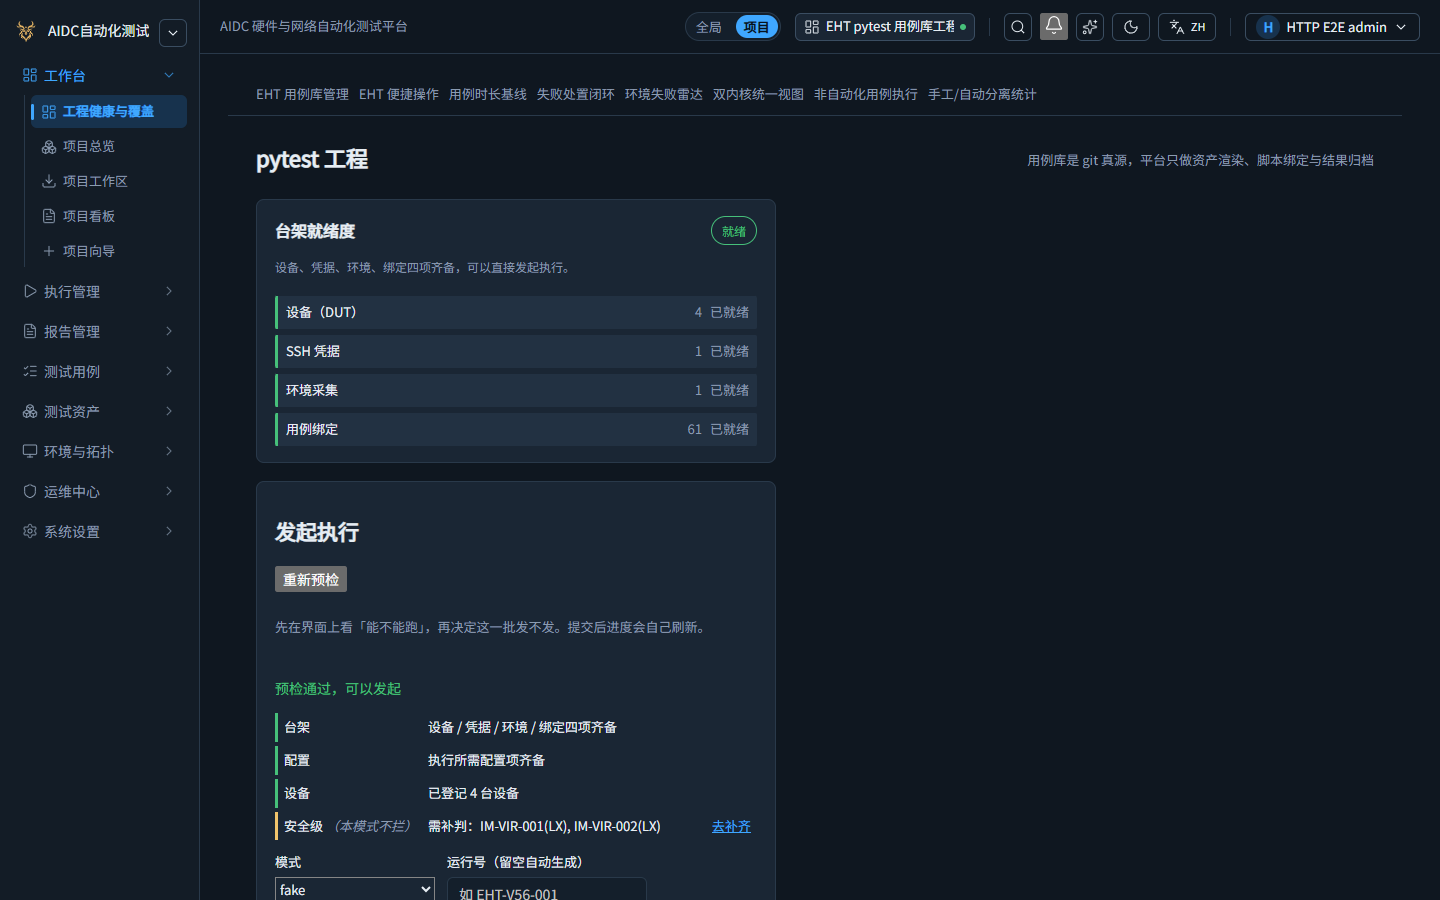 AIDC自动化测试
AIDC 硬件与网络自动化测试平台
全局
项目
EHT pytest 用例库工程
ZH
H
HTTP E2E admin
工作台
工程健康与覆盖
项目总览
项目工作区
项目看板
项目向导
执行管理
报告管理
测试用例
测试资产
环境与拓扑
运维中心
系统设置
EHT 用例库管理 EHT 便捷操作 用例时长基线 失败处置闭环 环境失败雷达 双内核统一视图 非自动化用例执行 手工/自动分离统计
pytest 工程
用例库是 git 真源，平台只做资产渲染、脚本绑定与结果归档
台架就绪度
就绪
设备、凭据、环境、绑定四项齐备，可以直接发起执行。
设备（DUT） 4 已就绪
SSH 凭据 1 已就绪
环境采集 1 已就绪
用例绑定 61 已就绪
发起执行
重新预检
先在界面上看「能不能跑」，再决定这一批发不发。提交后进度会自己刷新。
预检通过，可以发起
台架 设备 / 凭据 / 环境 / 绑定四项齐备
配置 执行所需配置项齐备
设备 已登记 4 台设备
安全级 （本模式不拦） 需补判：IM-VIR-001(LX), IM-VIR-002(LX) 去补齐
模式 运行号（留空自动生成）
fake 如 EHT-V56-001